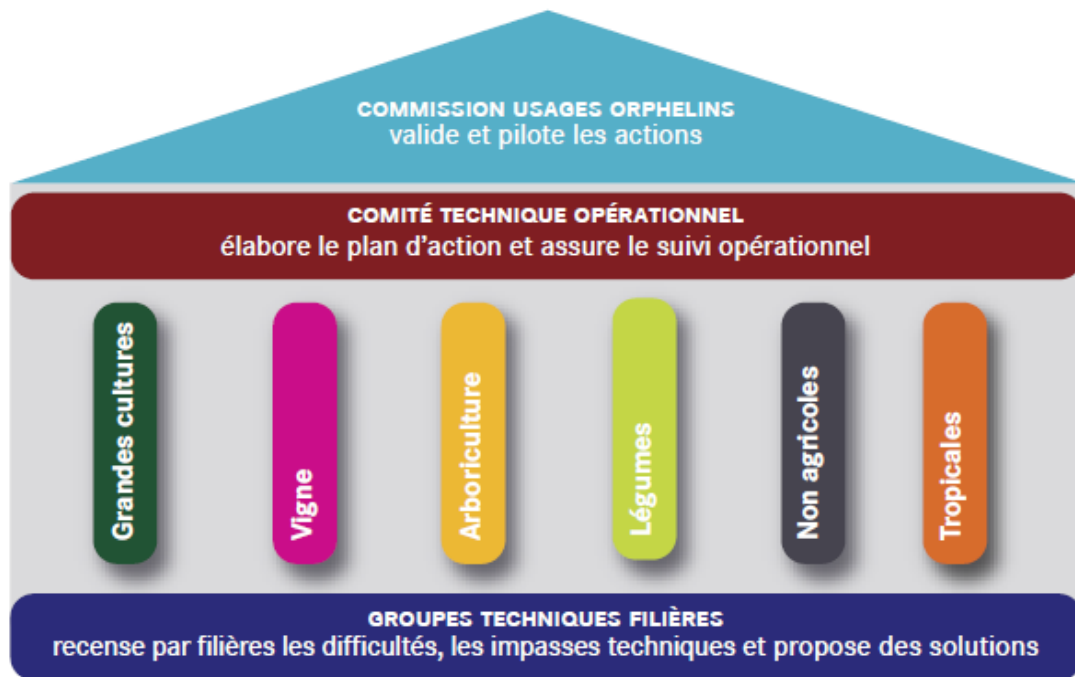 COMMISSION USAGES ORPHELINS
valide et pilote les actions
COMITÉ TECHNIQUE OPÉRATIONNEL
élabore le plan d'action et assure le suivi opérationnel
Grandes cultures
Vigne
Arboriculture
Légumes
Non agricoles
Tropicales
GROUPES TECHNIQUES FILIÈRES
recense par filières les difficultés, les impasses techniques et propose des solutions